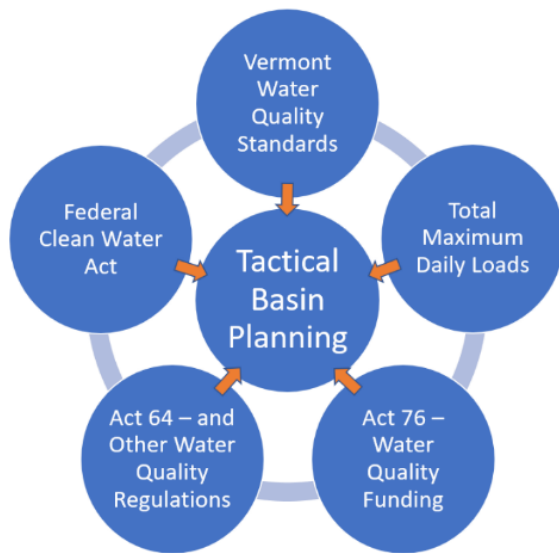 Vermont
Water
Quality
Standards
Federal
Clean Water
Act
Total
Maximum
Daily Loads
Tactical
Basin
Planning
Act 64 – and
Other Water
Quality
Regulations
Act 76 –
Water
Quality
Funding